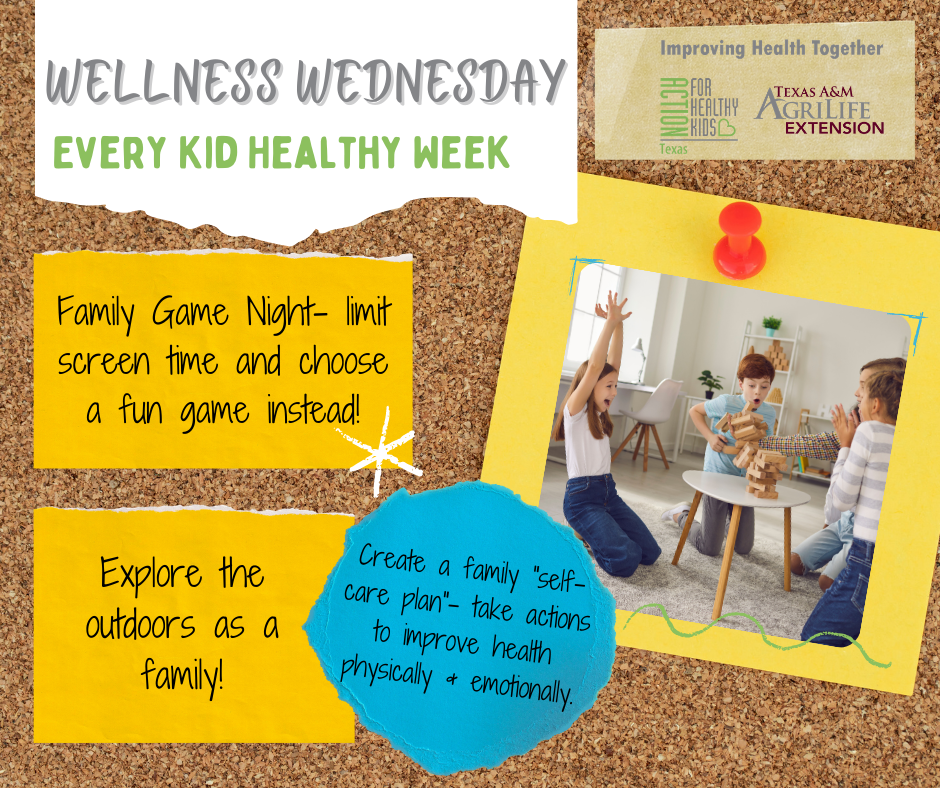 WELLNESS WEDNESDAY
EVERY KID HEALTHY WEEK
Improving Health Together
ACTION
FOR
HEALTHY
KIDS
Texas
TEXAS A&M
AGRILIFE
EXTENSION
Family Game Night- limit
screen time and choose
a fun game instead!
Explore the
outdoors as a
family!
Create a family "self-
care plan"- take actions
to improve health
physically & emotionally.